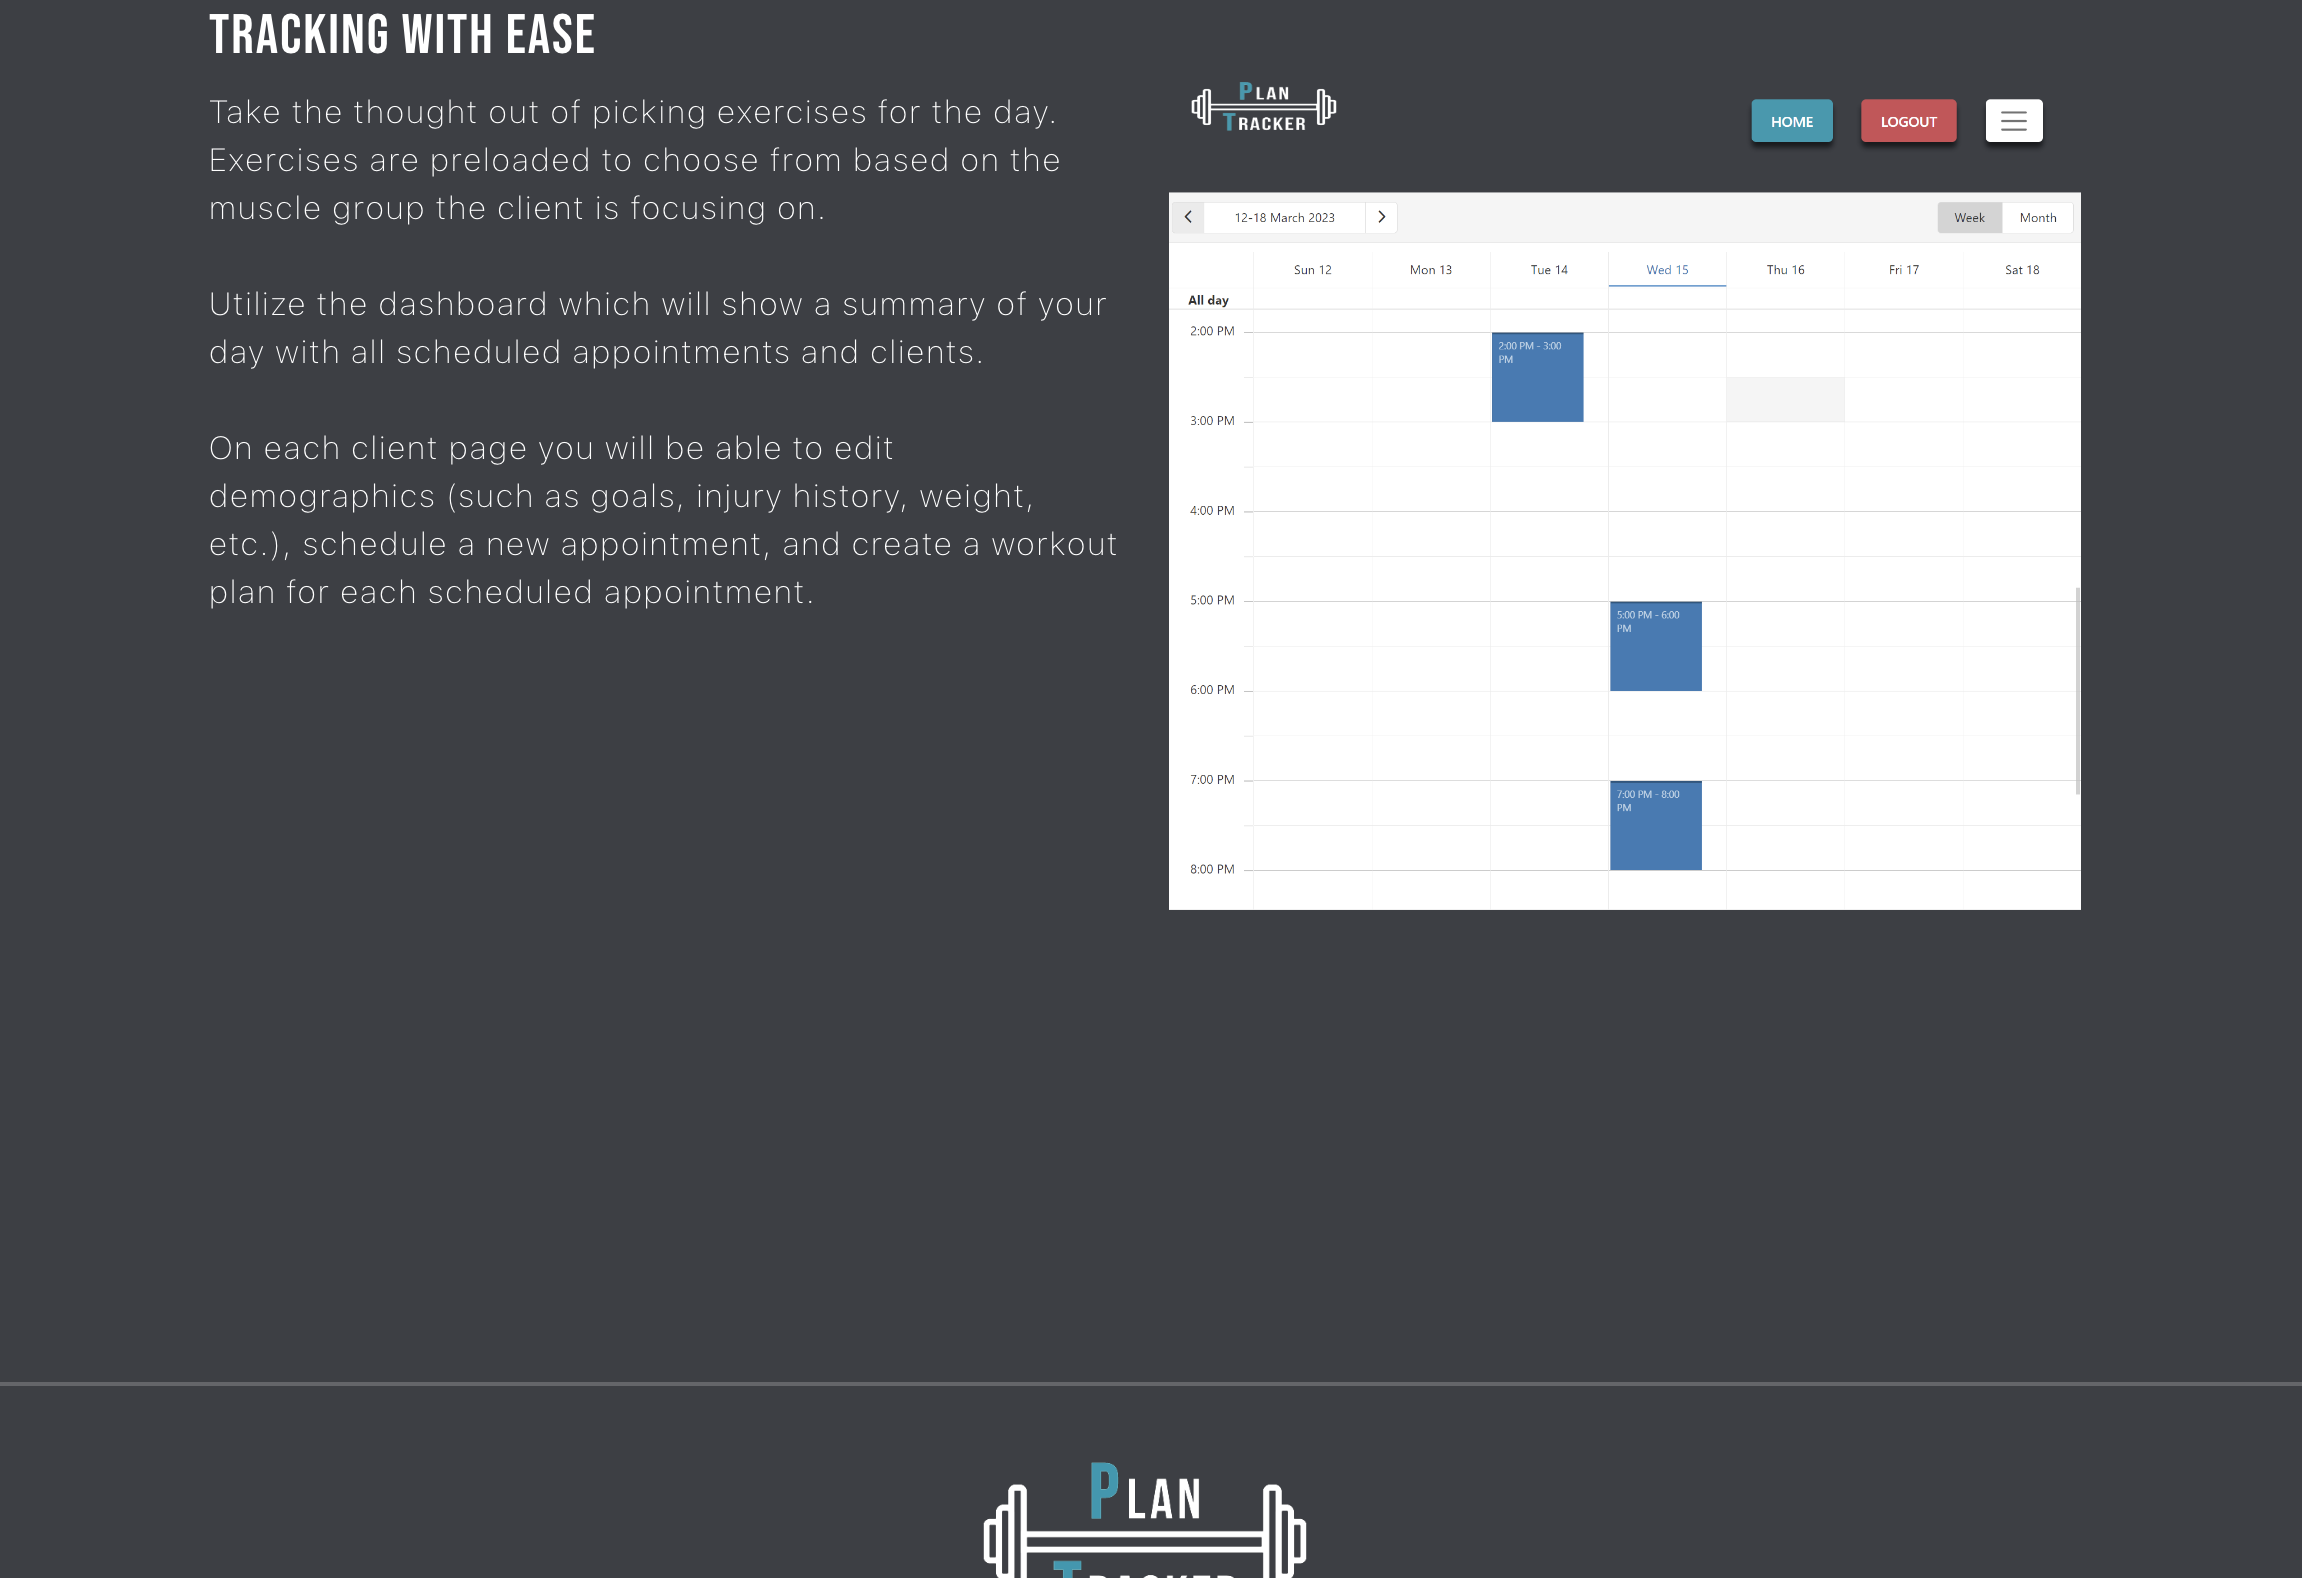 TRACKING WITH EASE
Take the thought out of picking exercises for the day.
Exercises are preloaded to choose from based on the
muscle group the client is focusing on.
Utilize the dashboard which will show a summary of your
day with all scheduled appointments and clients.
On each client page you will be able to edit
demographics (such as goals, injury history, weight,
etc.), schedule a new appointment, and create a workout
plan for each scheduled appointment.
PLAN
TRACKER
HOME LOGOUT
12-18 March 2023 Week Month
Sun 12 Mon 13 Tue 14 Wed 15 Thu 16 Fri 17 Sat 18
All day
2:00 PM
2:00 PM - 3:00
PM
3:00 PM
4:00 PM
5:00 PM
5:00 PM - 6:00
PM
6:00 PM
7:00 PM
7:00 PM - 8:00
PM
8:00 PM
PLAN
TRACKER